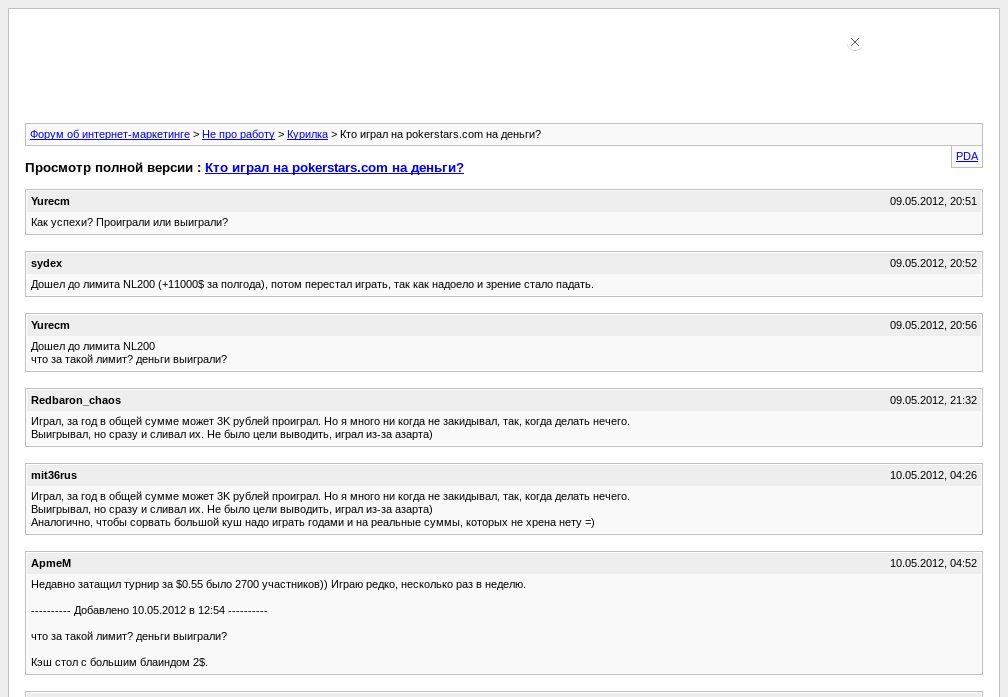 Форум об интернет-маркетинге > Не про работу > Курилка > Кто играл на pokerstars.com на деньги?
PDA
Просмотр полной версии : Кто играл на pokerstars.com на деньги?
Yurecm 09.05.2012, 20:51
Как успехи? Проиграли или выиграли?
sydex 09.05.2012, 20:52
Дошел до лимита NL200 (+11000$ за полгода), потом перестал играть, так как надоело и зрение стало падать.
Yurecm 09.05.2012, 20:56
Дошел до лимита NL200
что за такой лимит? деньги выиграли?
Redbaron_chaos 09.05.2012, 21:32
Играл, за год в общей сумме может 3К рублей проиграл. Но я много ни когда не закидывал, так, когда делать нечего.
Выигрывал, но сразу и сливал их. Не было цели выводить, играл из-за азарта)
mit36rus 10.05.2012, 04:26
Играл, за год в общей сумме может 3К рублей проиграл. Но я много ни когда не закидывал, так, когда делать нечего.
Выигрывал, но сразу и сливал их. Не было цели выводить, играл из-за азарта)
Аналогично, чтобы сорвать большой куш надо играть годами и на реальные суммы, которых не хрена нету =)
ApmeM 10.05.2012, 04:52
Недавно затащил турнир за $0.55 было 2700 участников)) Играю редко, несколько раз в неделю.
---------- Добавлено 10.05.2012 в 12:54 ----------
что за такой лимит? деньги выиграли?
Кэш стол с большим блаиндом 2$.